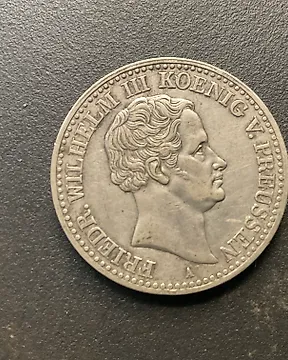 FRIEDR. WILHELM III KOENIG V. PREUSSEN
A